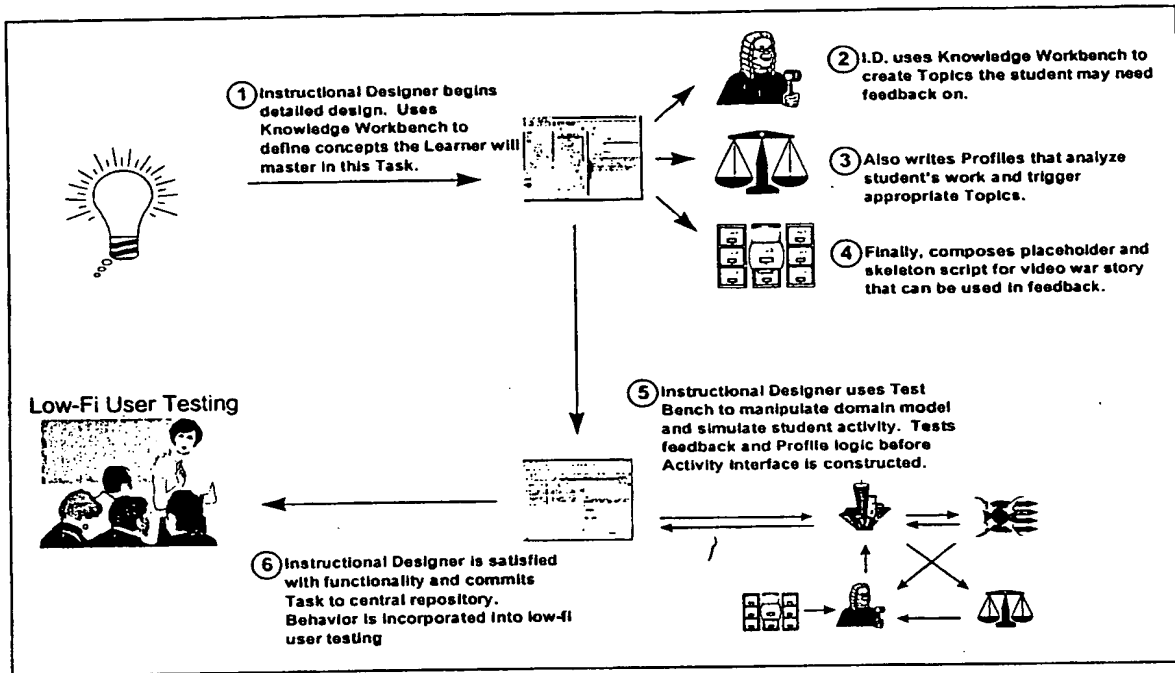 1 Instructional Designer begins
detailed design. Uses
Knowledge Workbench to
define concepts the Learner will
master in this Task.
2 I.D. uses Knowledge Workbench to
create Topics the student may need
feedback on.
3 Also writes Profiles that analyze
student's work and trigger
appropriate Topics.
4 Finally, composes placeholder and
skeleton script for video war story
that can be used in feedback.
5 Instructional Designer uses Test
Bench to manipulate domain model
and simulate student activity. Tests
feedback and Profile logic before
Activity Interface is constructed.
Low-Fi User Testing
6 Instructional Designer is satisfied
with functionality and commits
Task to central repository.
Behavior is incorporated into low-fi
user testing